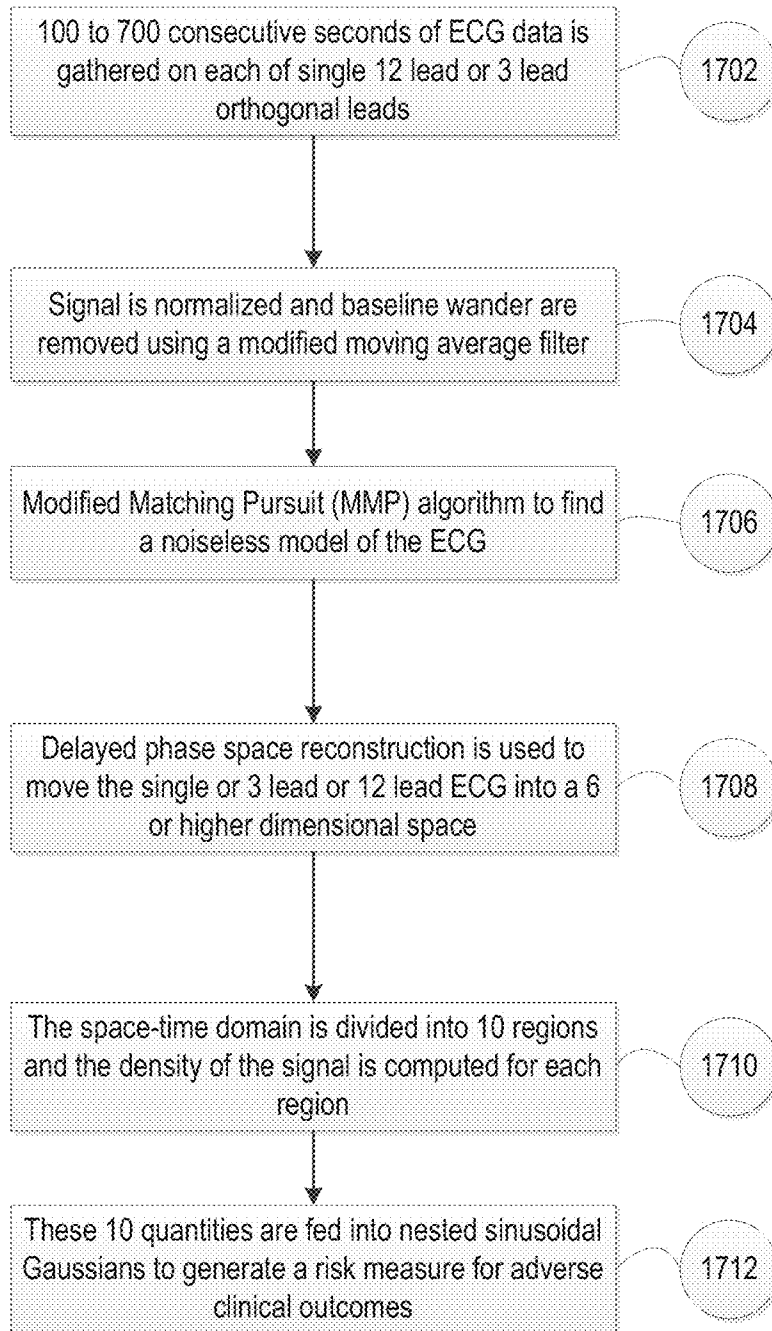 100 to 700 consecutive seconds of ECG data is
gathered on each of single 12 lead or 3 lead
orthogonal leads
1702
Signal is normalized and baseline wander are
removed using a modified moving average filter
1704
Modified Matching Pursuit (MMP) algorithm to find
a noiseless model of the ECG
1706
Delayed phase space reconstruction is used to
move the single or 3 lead or 12 lead ECG into a 6
or higher dimensional space
1708
The space-time domain is divided into 10 regions
and the density of the signal is computed for each
region
1710
These 10 quantities are fed into nested sinusoidal
Gaussians to generate a risk measure for adverse
clinical outcomes
1712